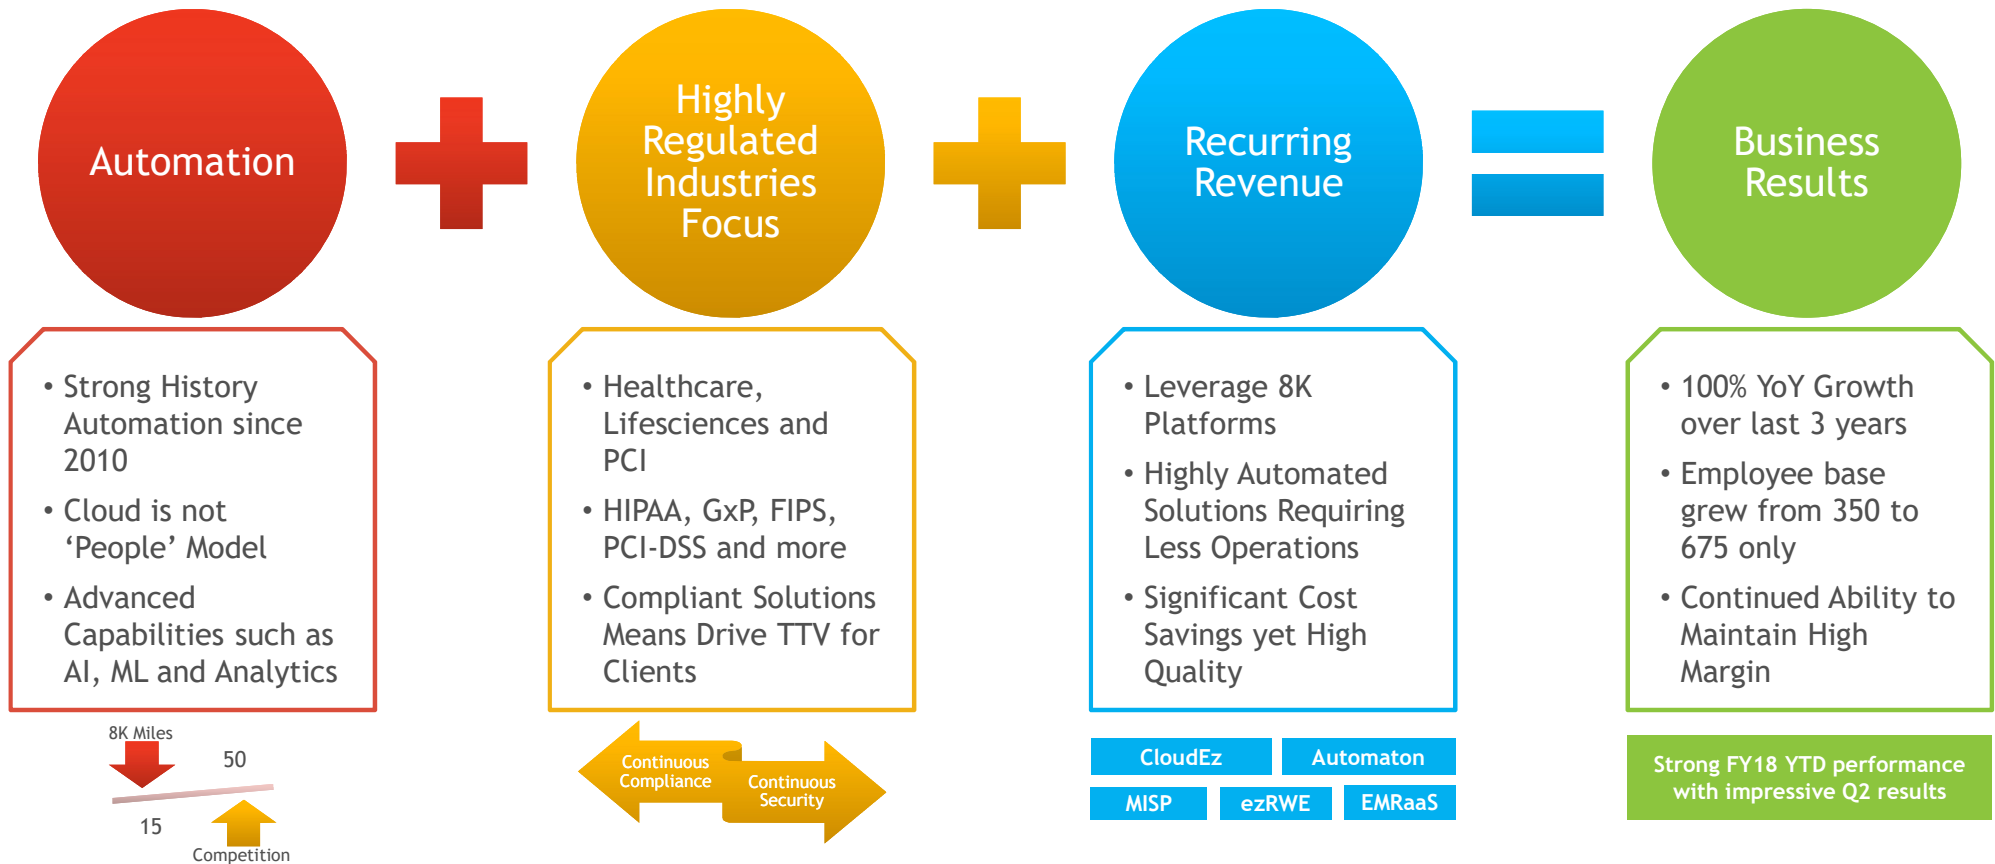 Automation
Highly
Regulated
Industries
Focus
Recurring
Revenue
Business
Results
• Strong History
Automation since
2010
• Cloud is not
‘People’ Model
• Advanced
Capabilities such as
AI, ML and Analytics
8K Miles
50
15
Competition
• Healthcare,
Lifesciences and
PCI
• HIPAA, GxP, FIPS,
PCI-DSS and more
• Compliant Solutions
Means Drive TTV for
Clients
Continuous
Compliance
Continuous
Security
• Leverage 8K
Platforms
• Highly Automated
Solutions Requiring
Less Operations
• Significant Cost
Savings yet High
Quality
CloudEz
Automaton
MISP
ezRWE
EMRaaS
• 100% YoY Growth
over last 3 years
• Employee base
grew from 350 to
675 only
• Continued Ability to
Maintain High
Margin
Strong FY18 YTD performance
with impressive Q2 results